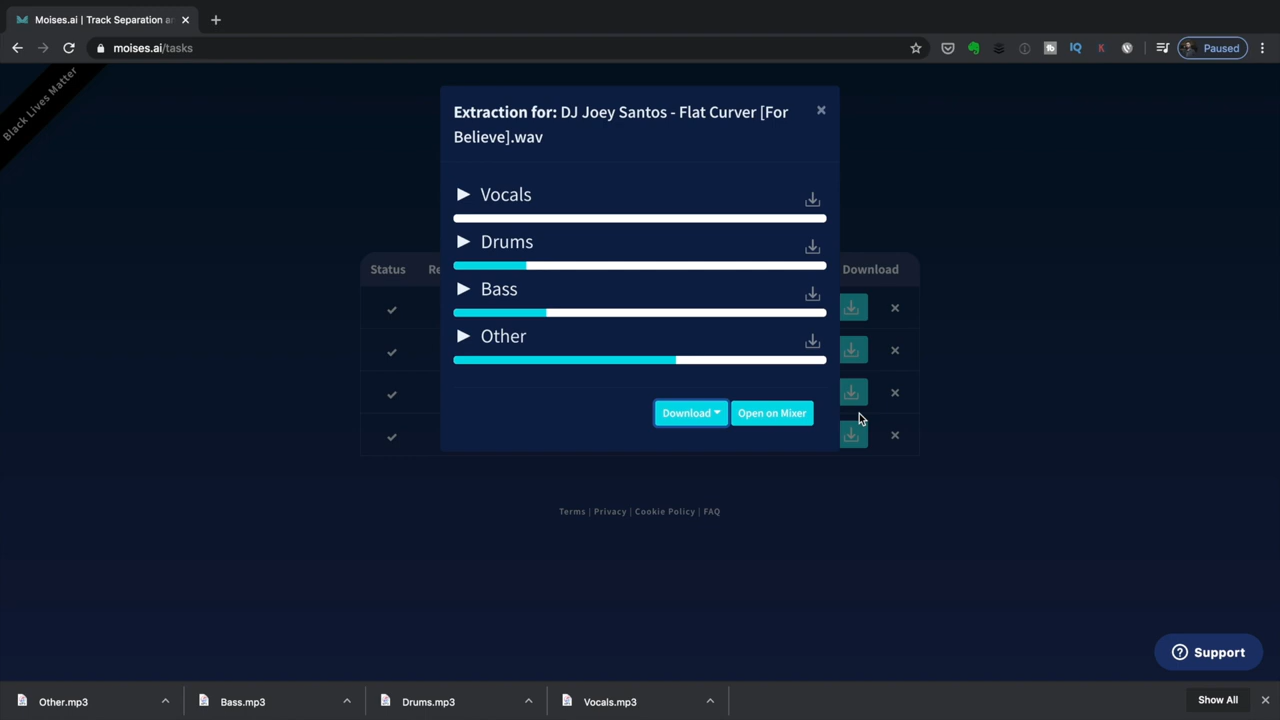 Moises.ai | Track Separation a
moises.ai/tasks
IQ
K
Paused
Black Lives Matter
Extraction for: DJ Joey Santos - Flat Curver [For
Believe].wav
Vocals
Drums
Bass
Other
Status
Re
Download
Download
Open on Mixer
Terms | Privacy | Cookie Policy | FAQ
Support
Other.mp3
Bass.mp3
Drums.mp3
Vocals.mp3
Show All